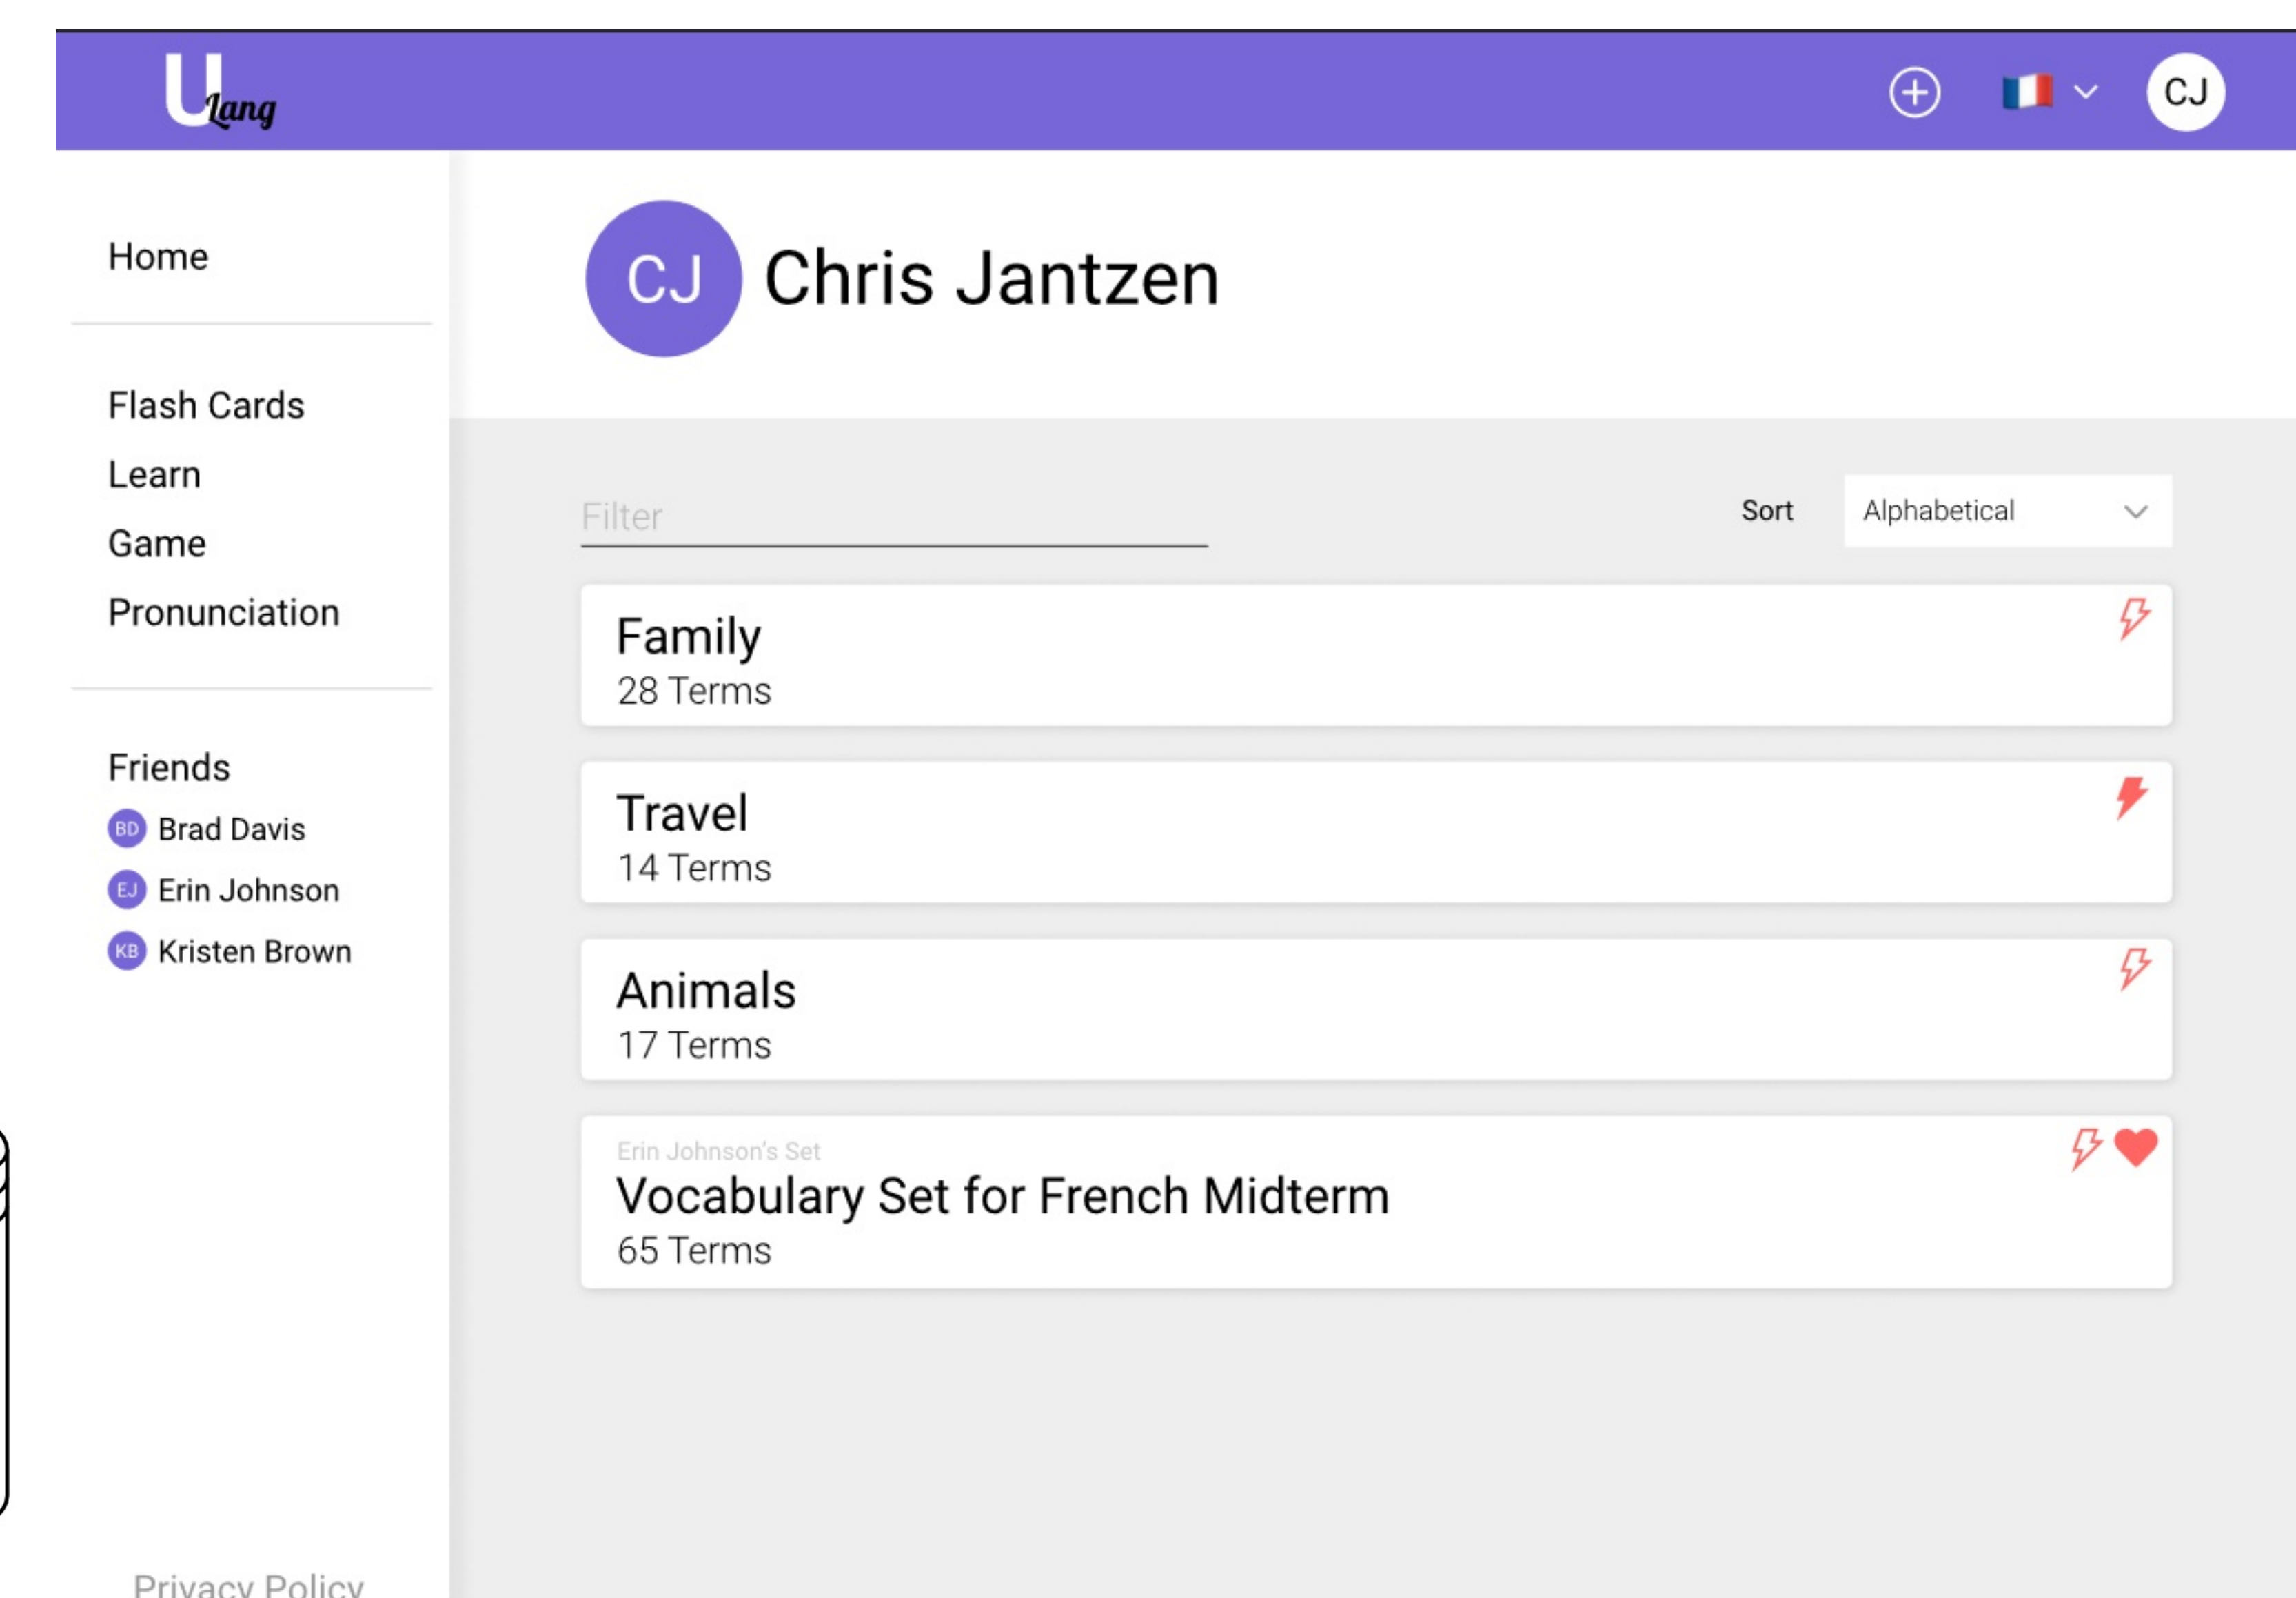 U
Lang
CJ
Home
Flash Cards
Learn
Game
Pronunciation
Friends
BD Brad Davis
EJ Erin Johnson
KB Kristen Brown
Privacy Policy
CJ Chris Jantzen
Filter
Sort Alphabetical
Family
28 Terms
Travel
14 Terms
Animals
17 Terms
Erin Johnson's Set
Vocabulary Set for French Midterm
65 Terms